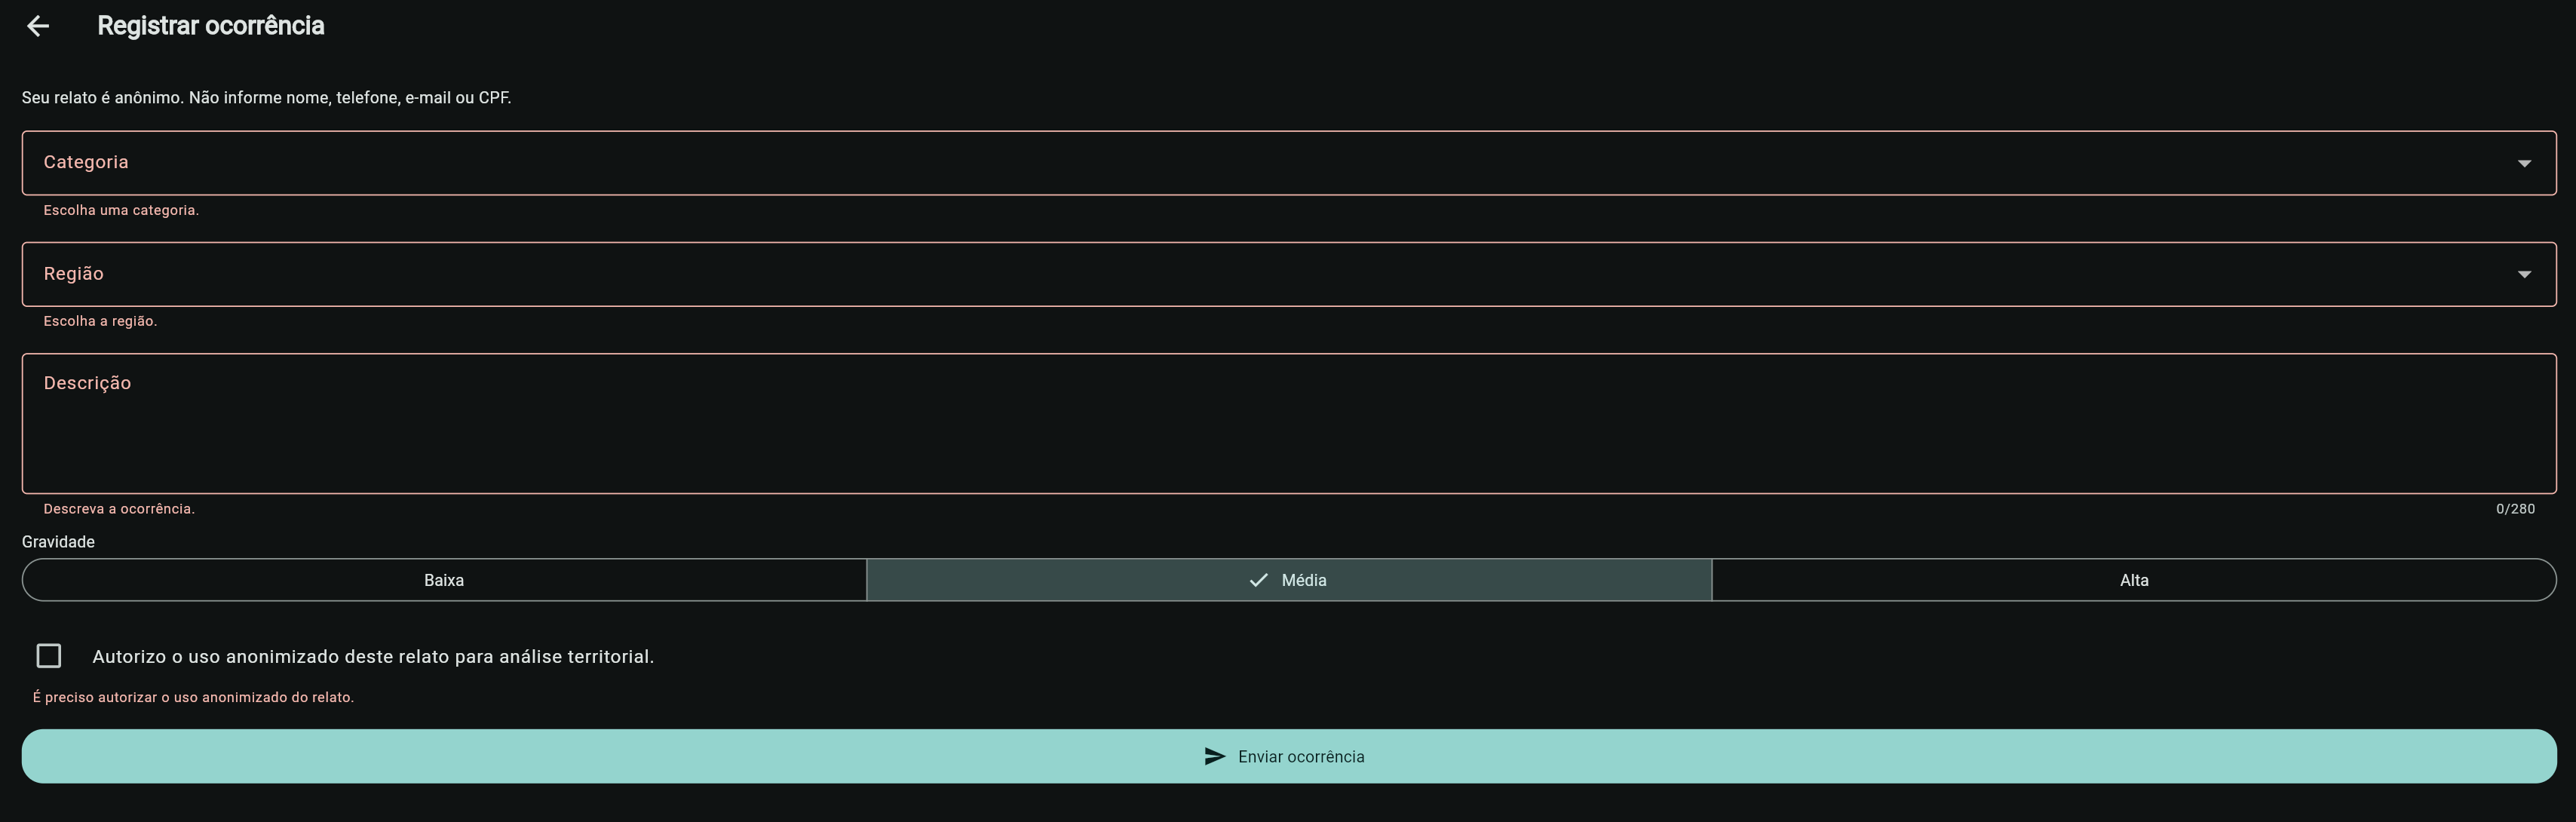 Registrar ocorrência
Seu relato é anônimo. Não informe nome, telefone, e-mail ou CPF.
Categoria
Escolha uma categoria.
Região
Escolha a região.
Descrição
Descreva a ocorrência.
0/280
Gravidade
Baixa
Média
Alta
Autorizo o uso anonimizado deste relato para análise territorial.
É preciso autorizar o uso anonimizado do relato.
Enviar ocorrência